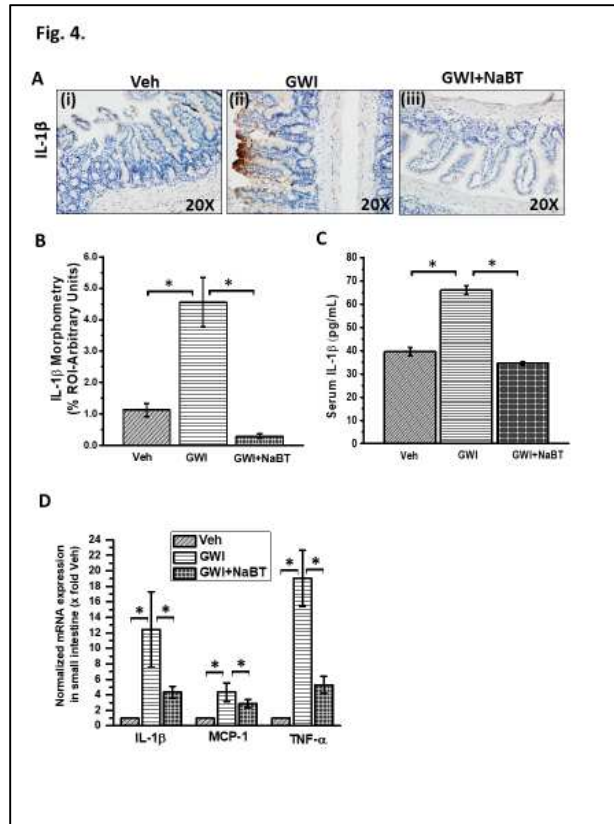 Fig. 4.
A
Veh
GWI
GWI+NaBT
IL-1β
(i)
20X
(ii)
20X
(iii)
20X
B
IL-1β Morphometry
(% ROI-Arbitrary Units)
6.0
5.0
4.0
3.0
2.0
1.0
0.0
*
*
Veh
GWI
GWI+NaBT
C
Serum IL-1β (pg/mL)
80
70
60
50
40
30
20
10
0
*
*
Veh
GWI
GWI+NaBT
D
Normalized mRNA expression
in small intestine (x fold Veh)
24
22
20
18
16
14
12
10
8
6
4
2
0
Veh
GWI
GWI+NaBT
*
*
*
*
*
*
IL-1β
MCP-1
TNF-α